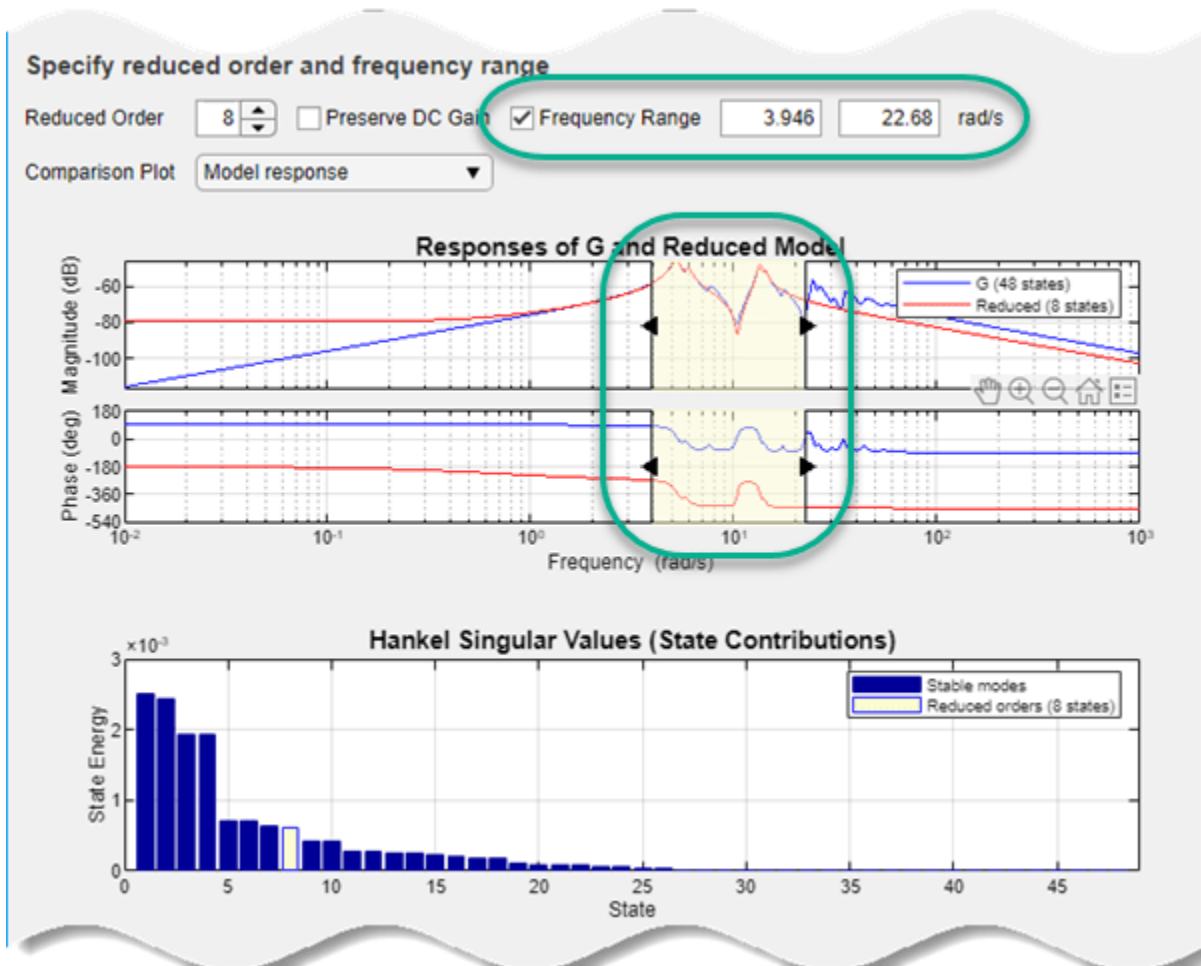 Specify reduced order and frequency range
Reduced Order 8 Preserve DC Gain Frequency Range 3.946 22.68 rad/s
Comparison Plot Model response
Responses of G and Reduced Model
Magnitude (dB)
-60
-80
-100
G (48 states)
Reduced (8 states)
Phase (deg)
180
0
-180
-360
-540
10-2 10-1 100 101 102 103
Frequency (rad/s)
Hankel Singular Values (State Contributions)
×10-3
State Energy
3
2
1
0
Stable modes
Reduced orders (8 states)
0 5 10 15 20 25 30 35 40 45
State